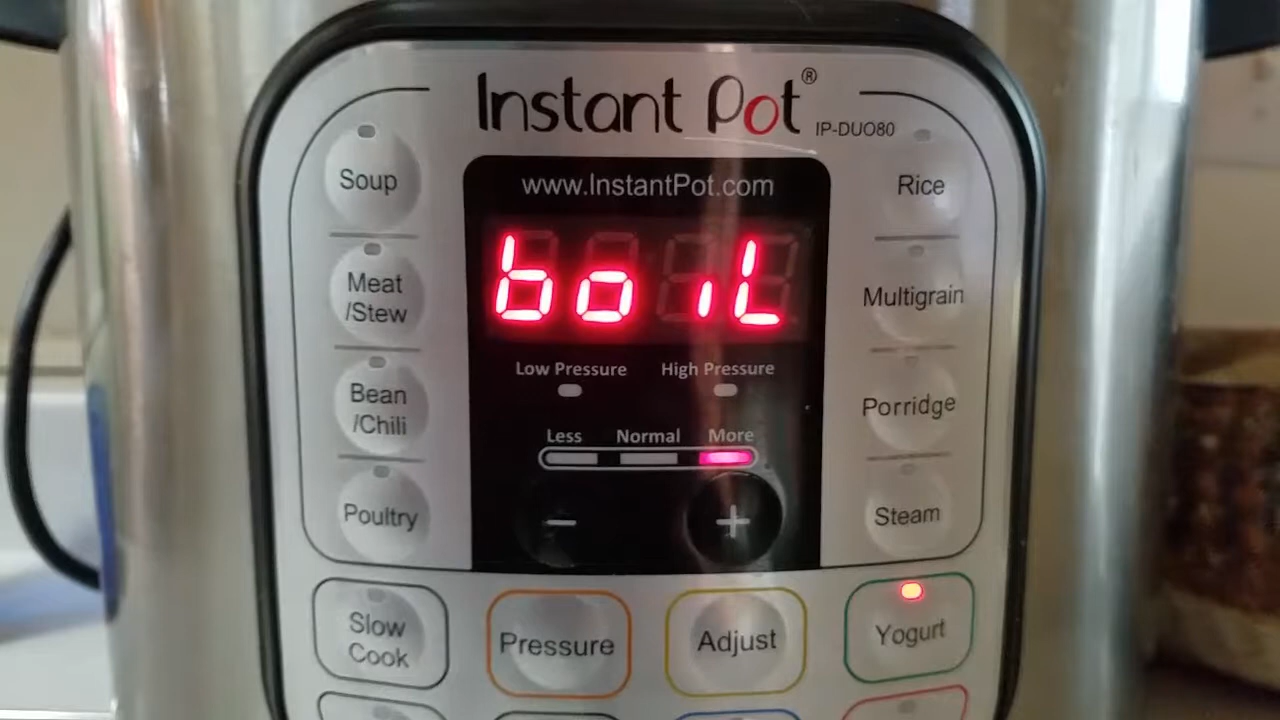 Instant Pot®
IP-DUO80
www.InstantPot.com
boiL
Low Pressure High Pressure
Less Normal More
− +
Soup
Meat
/Stew
Bean
/Chili
Poultry
Rice
Multigrain
Porridge
Steam
Slow
Cook
Pressure
Adjust
Yogurt